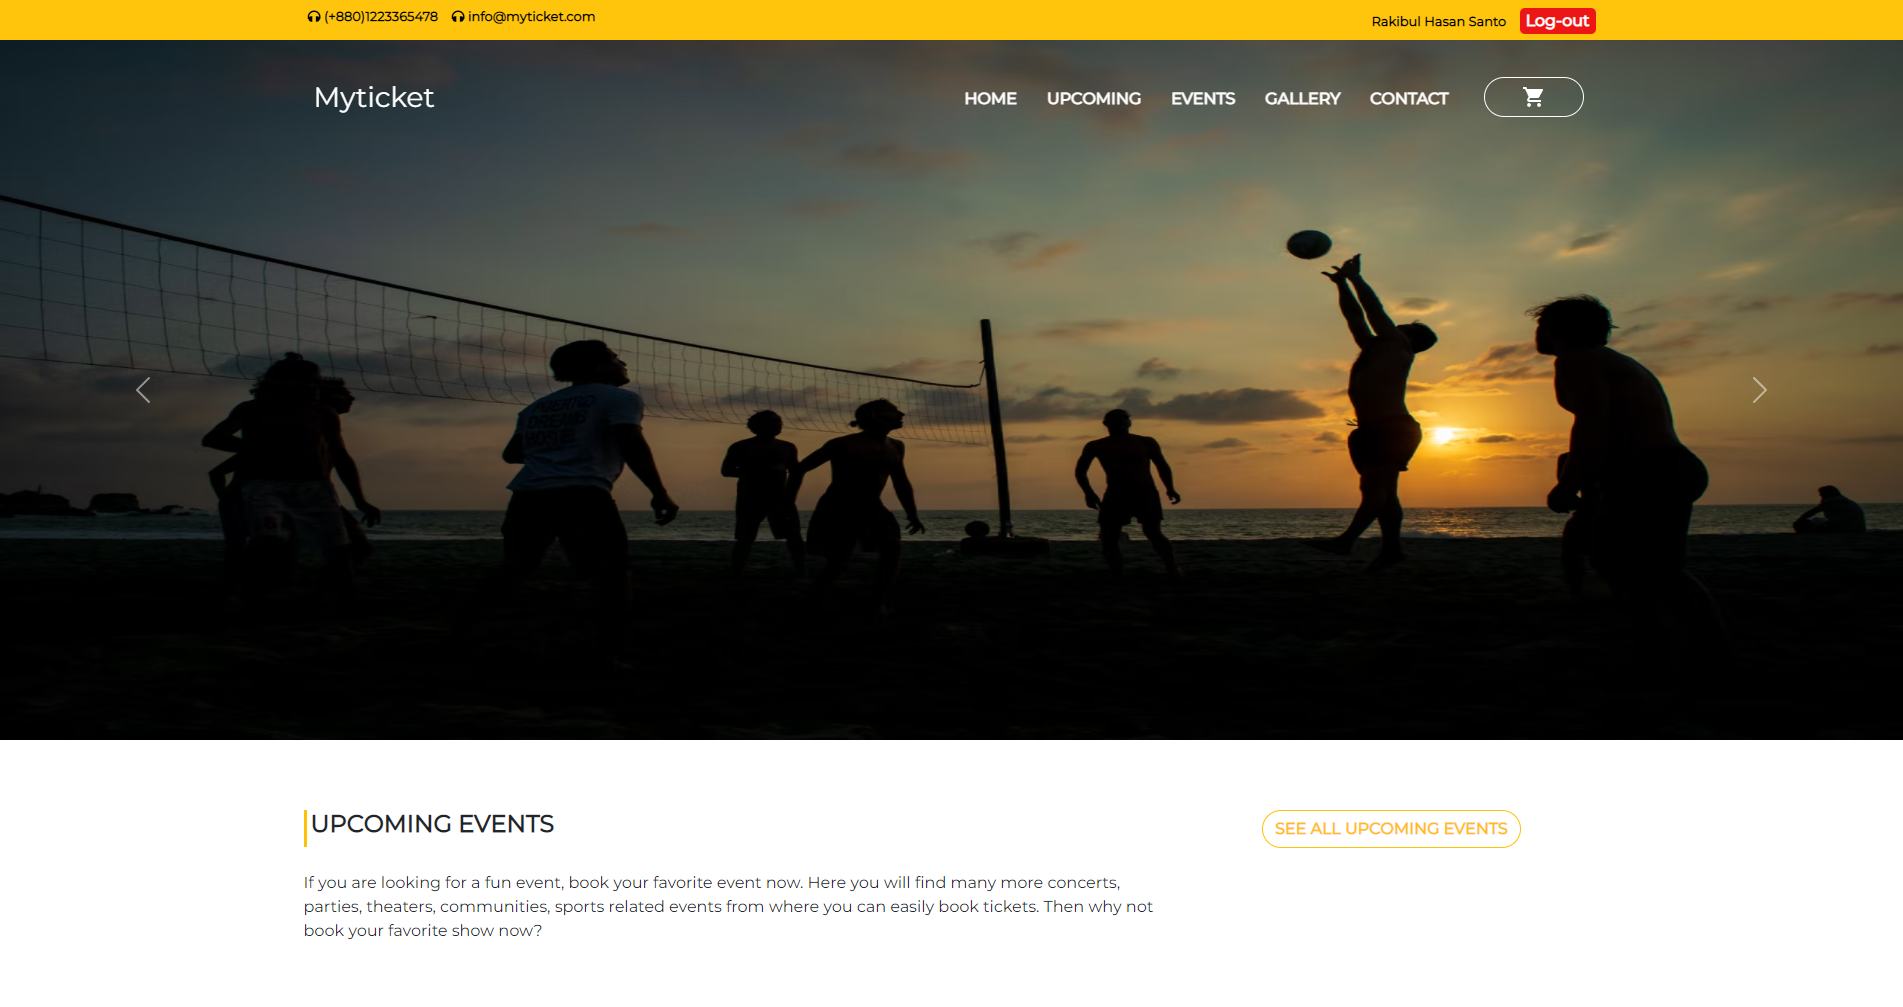 (+880)1223365478 info@myticket.com
Rakibul Hasan Santo Log-out
Myticket
HOME UPCOMING EVENTS GALLERY CONTACT
DREAMS
UPCOMING EVENTS
SEE ALL UPCOMING EVENTS
If you are looking for a fun event, book your favorite event now. Here you will find many more concerts,
parties, theaters, communities, sports related events from where you can easily book tickets. Then why not
book your favorite show now?